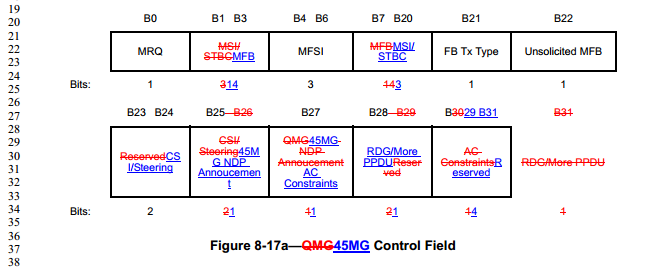 19
20 B0 B1 B3 B4 B6 B7 B20 B21 B22
21
22 MRQ MSI/ STBCMFB MFSI MFBMSI/ STBC FB Tx Type Unsolicited MFB
23
24
25 Bits: 1 314 3 143 1 1
26
27 B23 B24 B25 B26 B27 B28 B29 B3029 B31 B31
28
29 CSI/ QMG45MG
30 ReservedCS I/Steering Steering45M G NDP Annoucemen t NDP Annoucement AC Constraints RDG/More PPDUReser ved AC ConstraintsR eserved RDG/More PPDU
31
32
33
34 Bits: 2 21 11 21 14 1
35
36
37 Figure 8-17a—QMG45MG Control Field
38